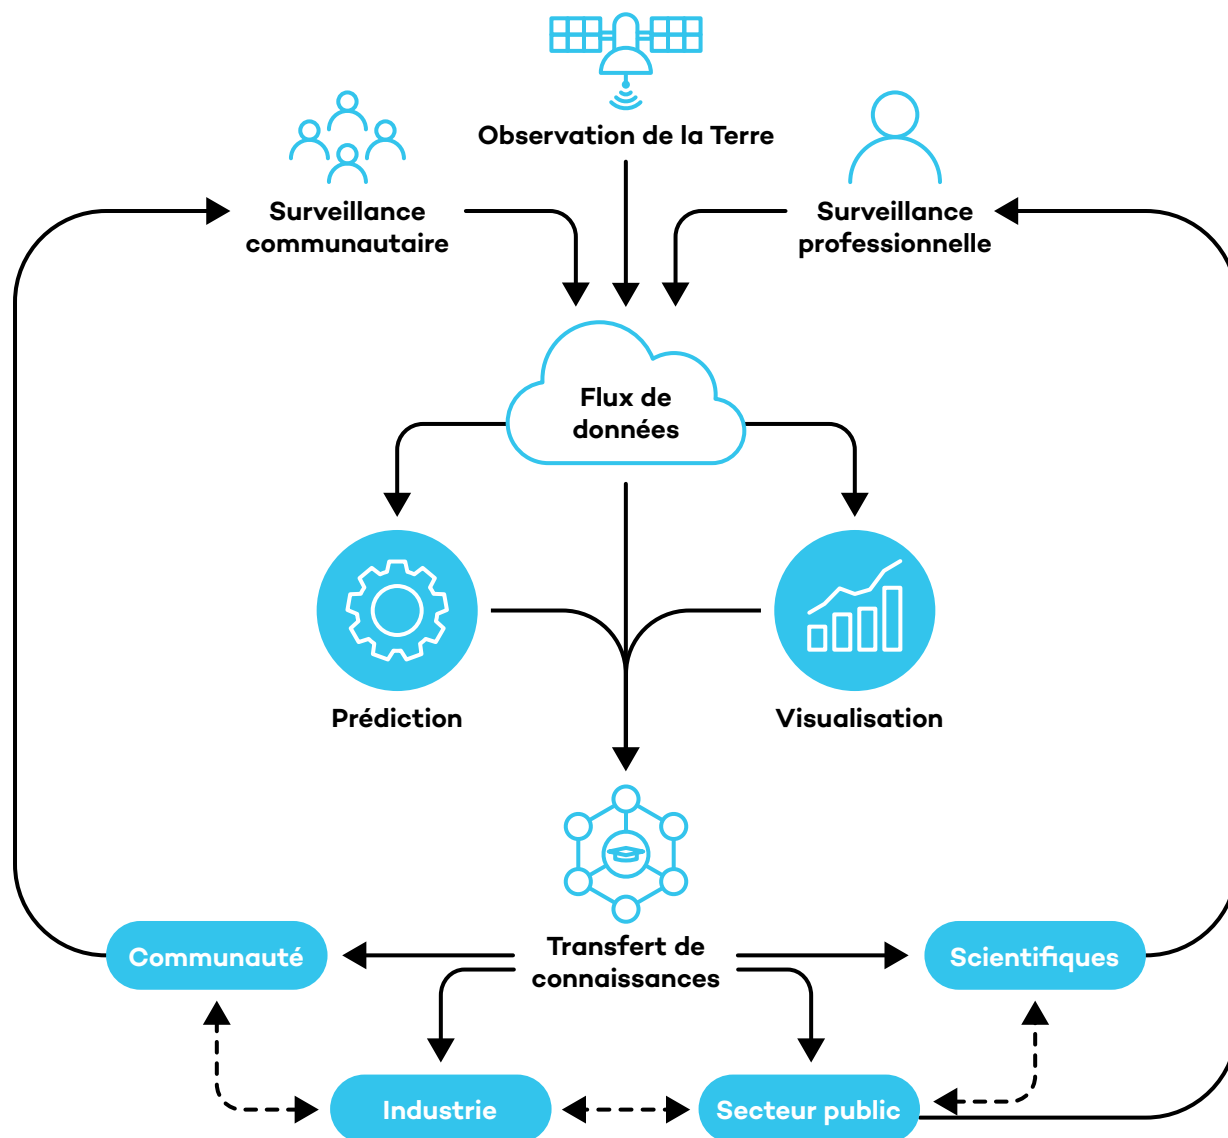 Observation de la Terre
Surveillance
communautaire
Surveillance
professionnelle
Flux de
données
Prédiction
Visualisation
Transfert de
connaissances
Communauté
Scientifiques
Industrie
Secteur public